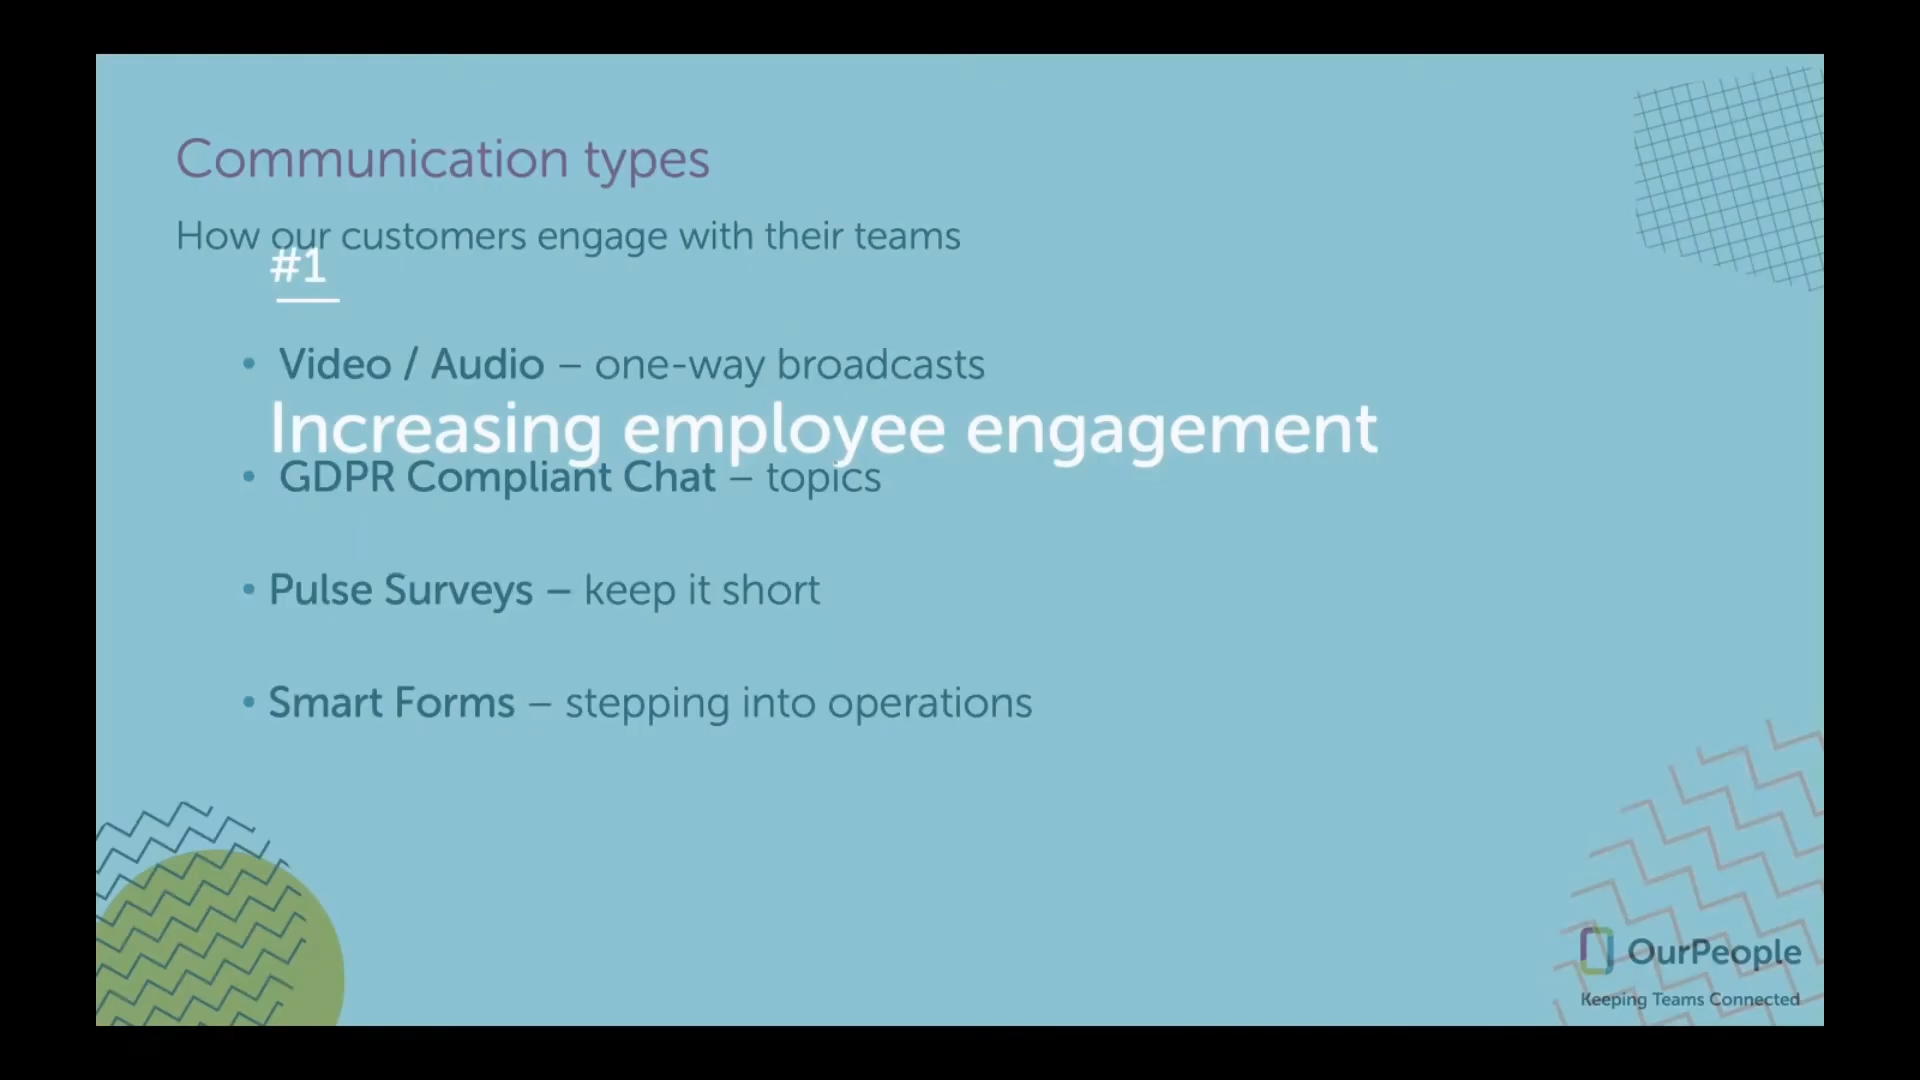 Communication types
How our customers engage with their teams
#1
• Video / Audio – one-way broadcasts
Increasing employee engagement
• GDPR Compliant Chat – topics
• Pulse Surveys – keep it short
• Smart Forms – stepping into operations
OurPeople
Keeping Teams Connected